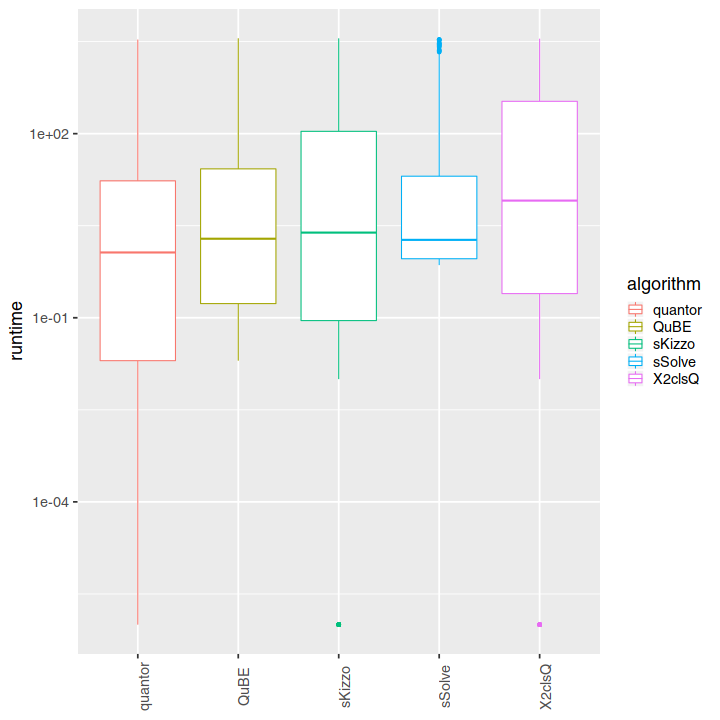 runtime
1e+02
1e-01
1e-04
quantor
QuBE
sKizzo
sSolve
X2clsQ
algorithm
quantor
QuBE
sKizzo
sSolve
X2clsQ